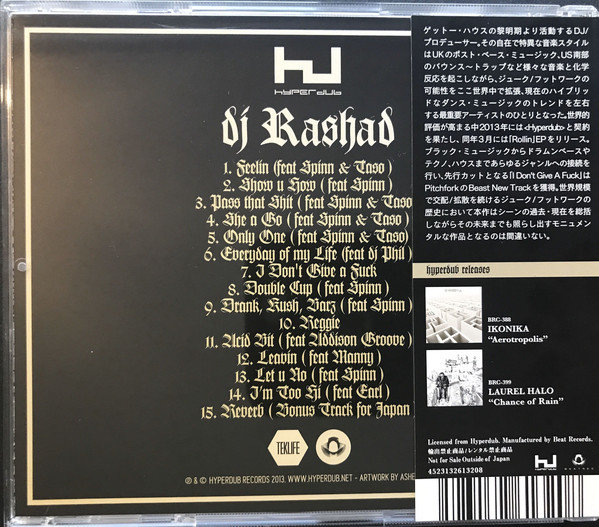 hyperdub
dj Rashad
1. Feelin (feat Spinn & Taso)
2. Show u How (feat Spinn)
3. Pass that Shit (feat Spinn & Taso
4. She a Go (feat Spinn & Taso)
5. Only One (feat Spinn & Taso)
6. Everyday of my Life (feat dj Phil)
7. I Don't Give a Fuck
8. Double Cup (feat Spinn)
9. Drank, Kush, Barz (feat Spinn)
10. Reggie
11. Acid Bit (feat Addison Groove)
12. Leavin (feat Manny)
13. Let u No (feat Spinn)
14. I'm Too Hi (feat Earl)
15. Reverb (Bonus Track for Japan
TEKLIFE
℗ & © HYPERDUB RECORDS 2013. WWW.HYPERDUB.NET - ARTWORK BY ASHE
ゲットー・ハウスの黎明期より活動するDJ/
プロデューサー。その自在で特異な音楽スタイル
はUKのポスト・ベース・ミュージック、US南部
のバウンス～トラップなど様々な音楽と化学
反応を起こしながら、ジューク/フットワークの
可能性をここ世界中で拡張、現在のハイブリッ
ドなダンス・ミュージックのトレンドを左右
する最重要アーティストのひとりとなった。世界的
評価が高まる中2013年には<Hyperdub>と契約
を果たし、同年3月には「Rollin」EPをリリース。
ブラック・ミュージックからドラムンベースや
テクノ、ハウスまであらゆるジャンルへの接続を
行い、先行カットとなる「I Don't Give A Fuck」は
PitchforkのBeast New Trackを獲得。世界規模
で交配/拡散を続けるジューク/フットワークの
歴史において本作はシーンの過去・現在を総括
しながらその未来までも照らし出すモニュメン
タルな作品となるのは間違いない。
hyperdub releases
BRC-388
IKONIKA
"Aerotropolis"
BRC-399
LAUREL HALO
"Chance of Rain"
Licensed from Hyperdub. Manufactured by Beat Records.
輸出禁止商品/レンタル禁止商品
Not for Sale Outside of Japan
4523132613208
hyperdub
BEATINK